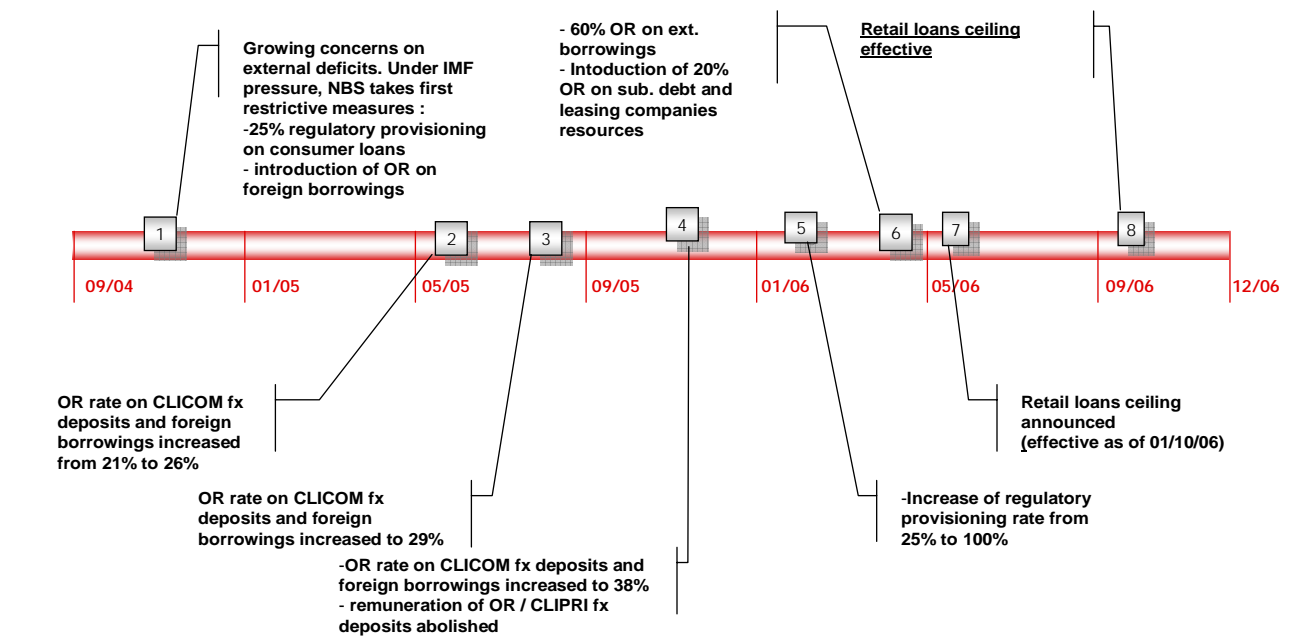 Growing concerns on
external deficits. Under IMF
pressure, NBS takes first
restrictive measures :
-25% regulatory provisioning
on consumer loans
- introduction of OR on
foreign borrowings
- 60% OR on ext.
borrowings
- Intoduction of 20%
OR on sub. debt and
leasing companies
resources
Retail loans ceiling
effective
1
2
3
4
5
6
7
8
09/04
01/05
05/05
09/05
01/06
05/06
09/06
12/06
OR rate on CLICOM fx
deposits and foreign
borrowings increased
from 21% to 26%
OR rate on CLICOM fx
deposits and foreign
borrowings increased to 29%
-OR rate on CLICOM fx deposits and
foreign borrowings increased to 38%
- remuneration of OR / CLIPRI fx
deposits abolished
-Increase of regulatory
provisioning rate from
25% to 100%
Retail loans ceiling
announced
(effective as of 01/10/06)